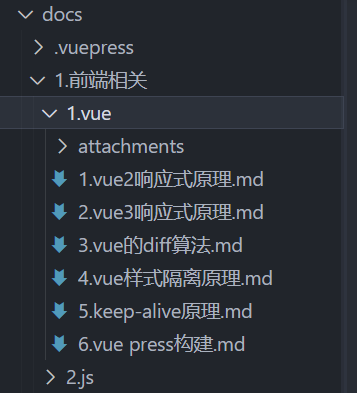 docs
.vuepress
1.前端相关
1.vue
attachments
1.vue2响应式原理.md
2.vue3响应式原理.md
3.vue的diff算法.md
4.vue样式隔离原理.md
5.keep-alive原理.md
6.vue press构建.md
2.js